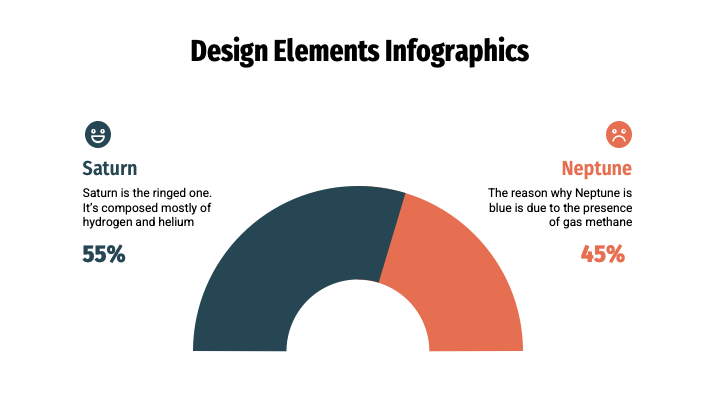 Design Elements Infographics
Saturn
Saturn is the ringed one.
It's composed mostly of
hydrogen and helium
55%
Neptune
The reason why Neptune is
blue is due to the presence
of gas methane
45%